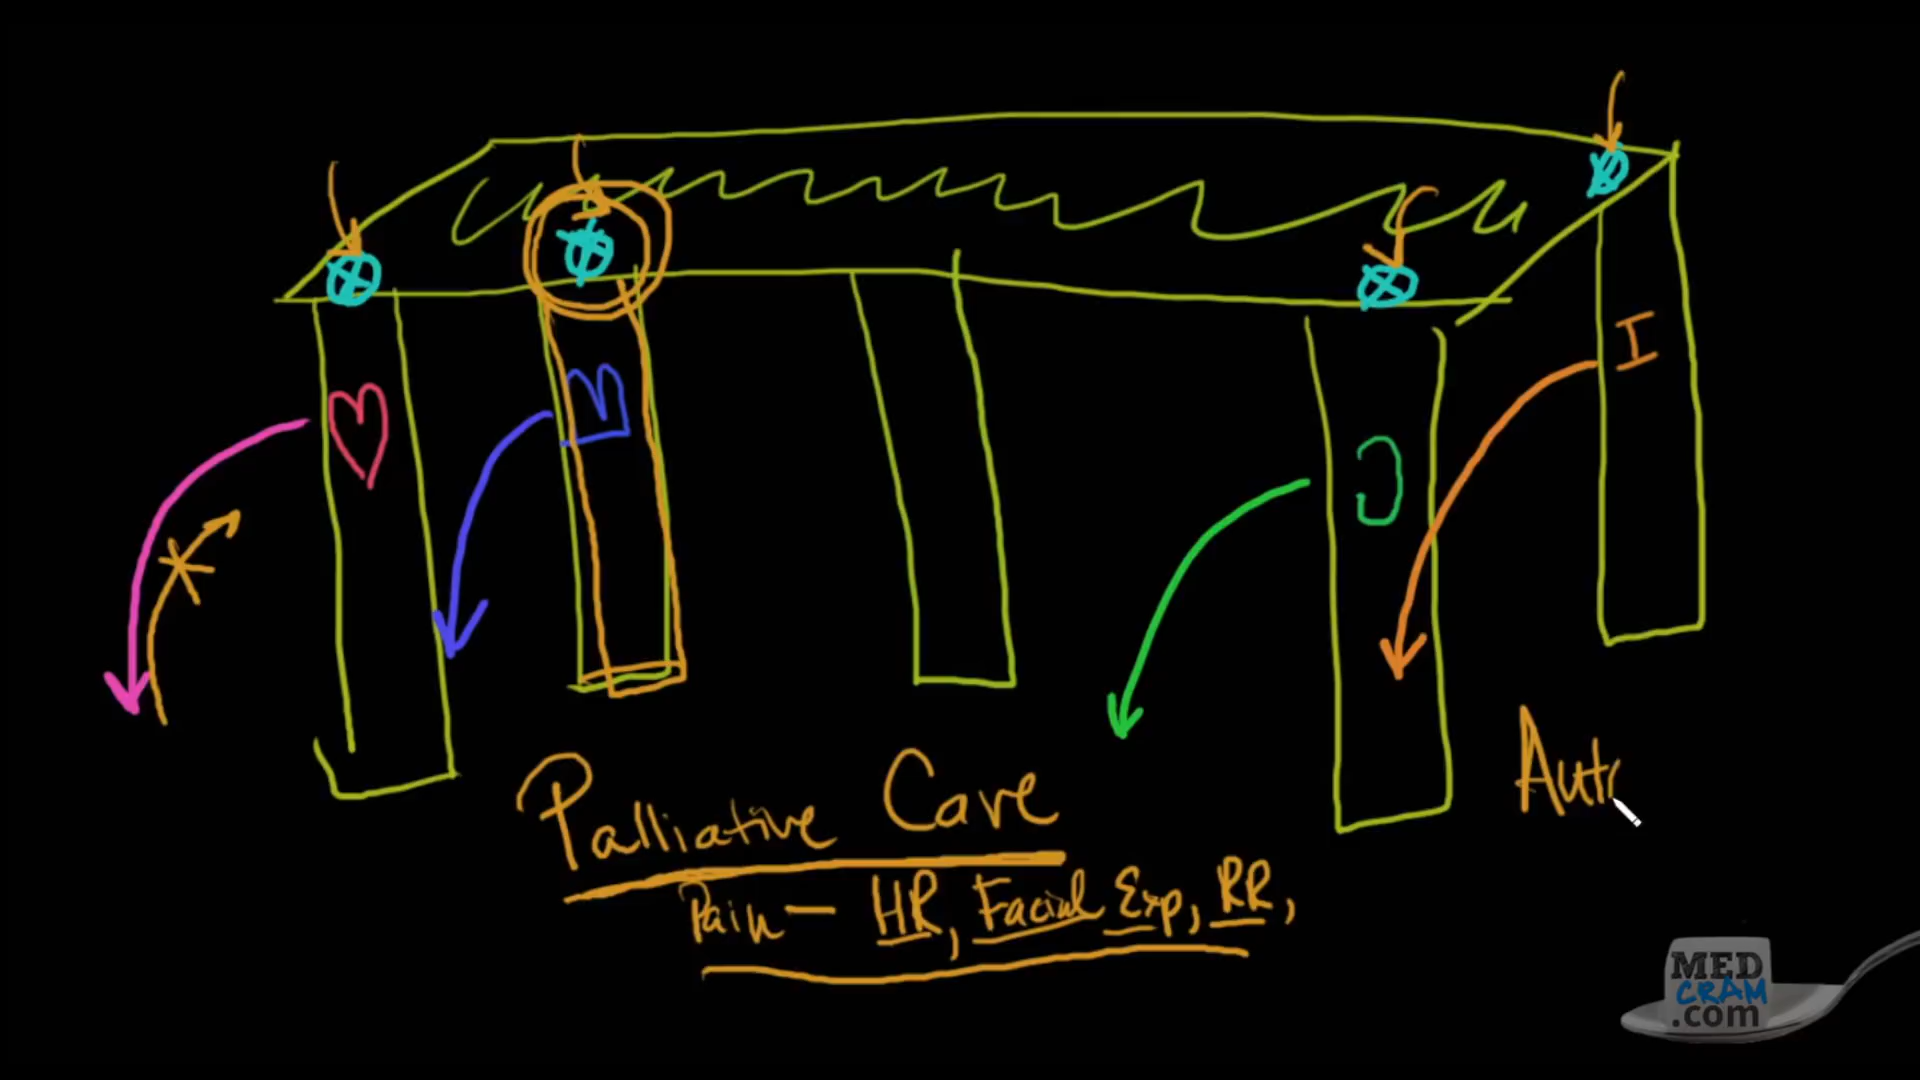 I
Autr
Palliative Care
Pain — HR, Facial Exp, RR,
MED
CRAM
.com